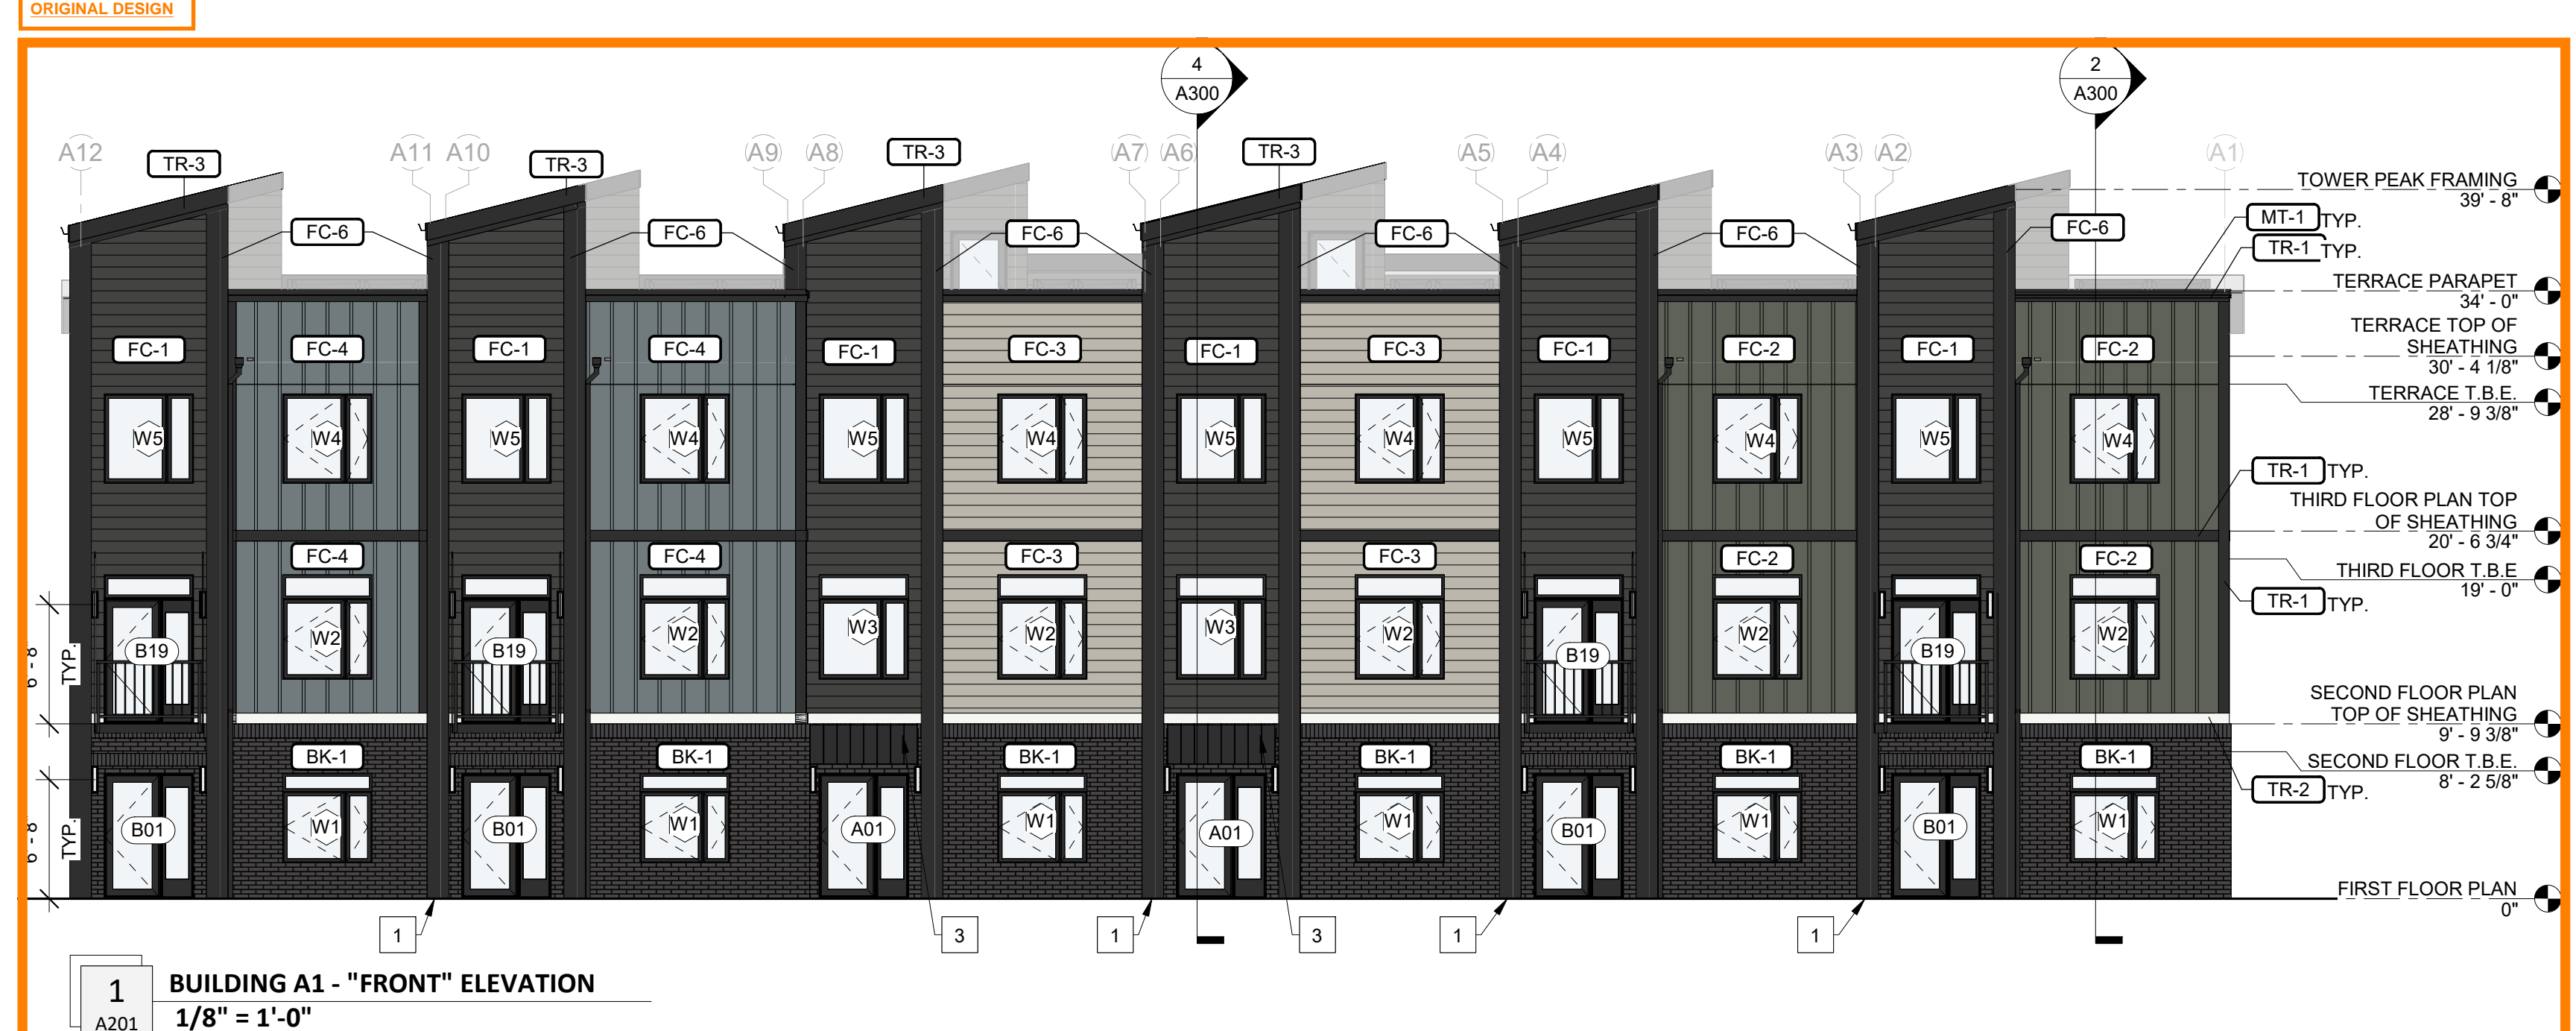 ORIGINAL DESIGN
4
A300
2
A300
A12
A11
A10
A9
A8
A7
A6
A5
A4
A3
A2
A1
TR-3
TR-3
TR-3
TR-3
FC-6
FC-6
FC-6
FC-6
FC-6
FC-6
TOWER PEAK FRAMING
39' - 8"
MT-1 TYP.
TR-1 TYP.
TERRACE PARAPET
34' - 0"
TERRACE TOP OF
SHEATHING
30' - 4 1/8"
TERRACE T.B.E.
28' - 9 3/8"
TR-1 TYP.
THIRD FLOOR PLAN TOP
OF SHEATHING
20' - 6 3/4"
THIRD FLOOR T.B.E
19' - 0"
TR-1 TYP.
SECOND FLOOR PLAN
TOP OF SHEATHING
9' - 9 3/8"
SECOND FLOOR T.B.E.
8' - 2 5/8"
TR-2 TYP.
FIRST FLOOR PLAN
0"
FC-1 FC-4 FC-1 FC-4 FC-1 FC-3 FC-1 FC-3 FC-1 FC-2 FC-1 FC-2
W5 W4 W5 W4 W5 W4 W5 W4 W5 W4 W5 W4
FC-4 FC-4 FC-3 FC-3 FC-2 FC-2
B19 W2 B19 W2 W3 W2 W3 W2 B19 W2 B19 W2
6' - 8"
TYP.
BK-1 BK-1 BK-1 BK-1 BK-1 BK-1
B01 W1 B01 W1 A01 W1 A01 W1 B01 W1 B01 W1
6' - 8"
TYP.
1
3
1
3
1
1
1
A201
BUILDING A1 - "FRONT" ELEVATION
1/8" = 1'-0"